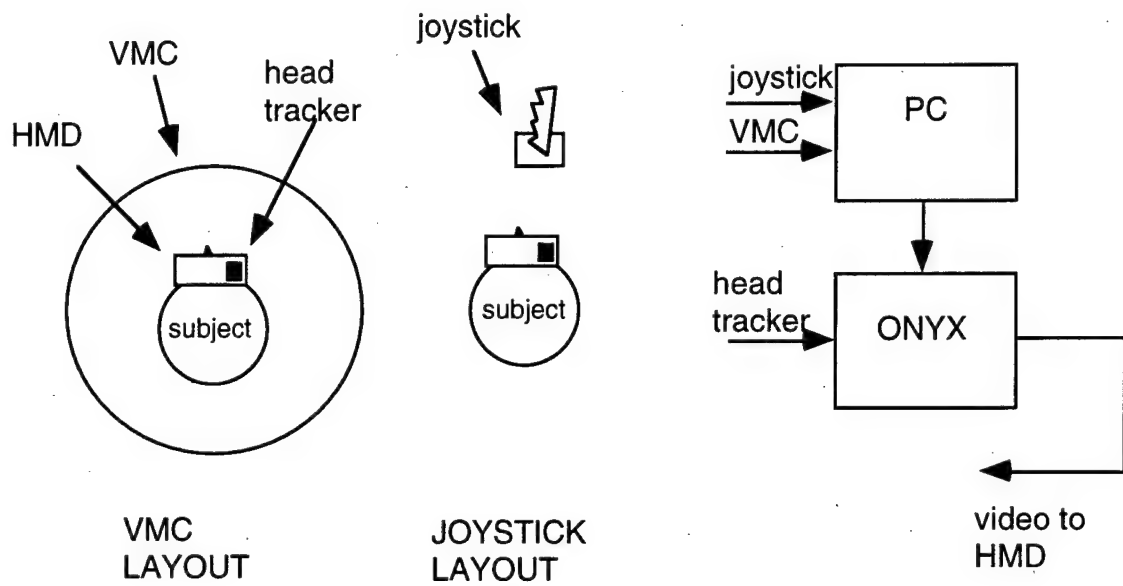 VMC
HMD
head
tracker
subject
VMC
LAYOUT
joystick
subject
JOYSTICK
LAYOUT
joystick
VMC
PC
head
tracker
ONYX
video to
HMD